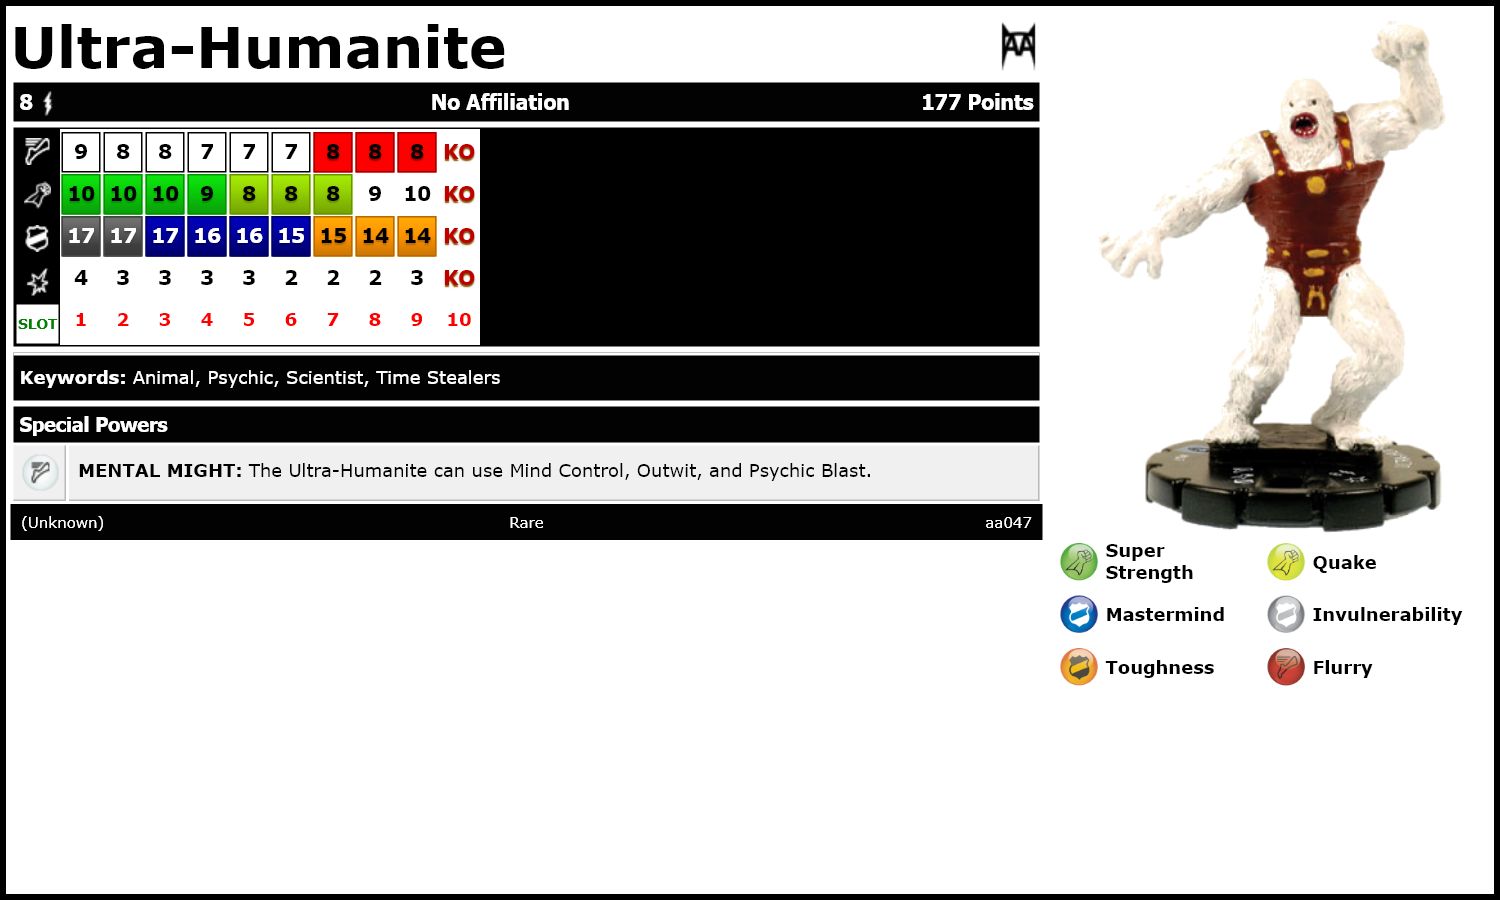 Ultra-Humanite
AA
8 No Affiliation 177 Points
9 8 8 7 7 7 8 8 8 KO
10 10 10 9 8 8 8 9 10 KO
17 17 17 16 16 15 15 14 14 KO
4 3 3 3 3 2 2 2 3 KO
SLOT 1 2 3 4 5 6 7 8 9 10
Keywords: Animal, Psychic, Scientist, Time Stealers
Special Powers
MENTAL MIGHT: The Ultra-Humanite can use Mind Control, Outwit, and Psychic Blast.
(Unknown) Rare aa047
Super
Strength
Quake
Mastermind Invulnerability
Toughness Flurry